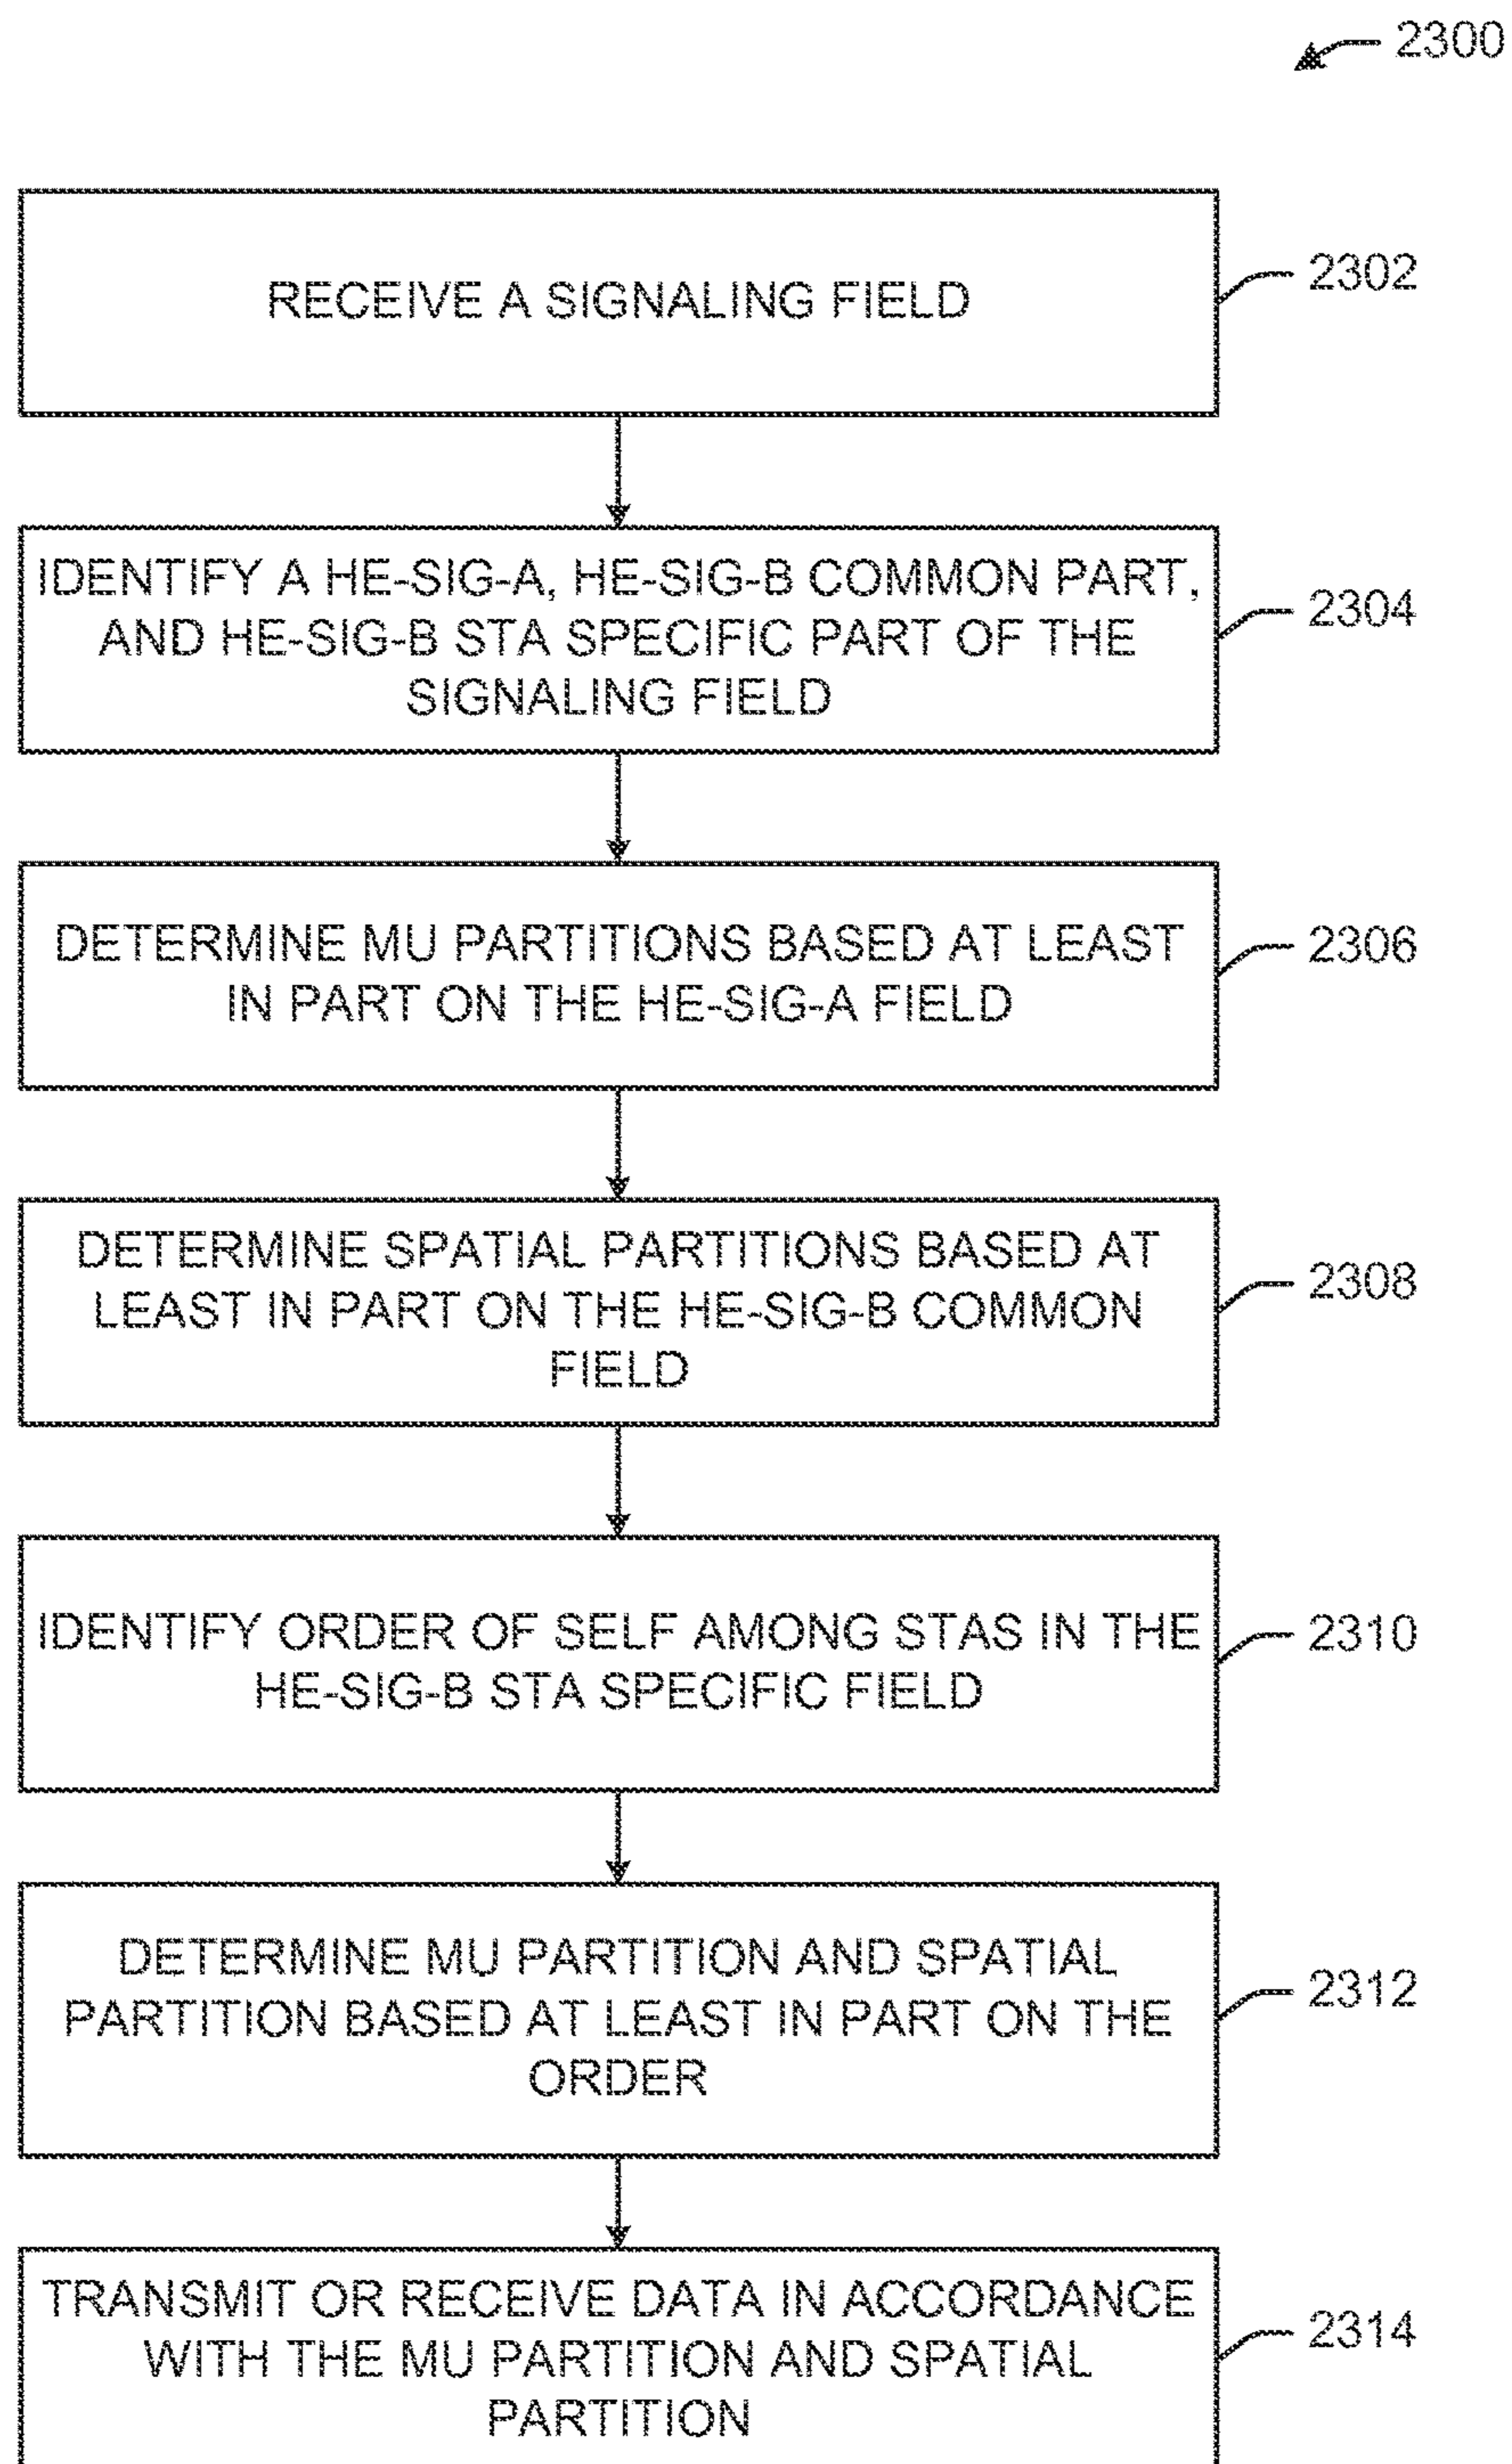 2300
RECEIVE A SIGNALING FIELD
2302
IDENTIFY A HE-SIG-A, HE-SIG-B COMMON PART,
AND HE-SIG-B STA SPECIFIC PART OF THE
SIGNALING FIELD
2304
DETERMINE MU PARTITIONS BASED AT LEAST
IN PART ON THE HE-SIG-A FIELD
2306
DETERMINE SPATIAL PARTITIONS BASED AT
LEAST IN PART ON THE HE-SIG-B COMMON
FIELD
2308
IDENTIFY ORDER OF SELF AMONG STAS IN THE
HE-SIG-B STA SPECIFIC FIELD
2310
DETERMINE MU PARTITION AND SPATIAL
PARTITION BASED AT LEAST IN PART ON THE
ORDER
2312
TRANSMIT OR RECEIVE DATA IN ACCORDANCE
WITH THE MU PARTITION AND SPATIAL
PARTITION
2314